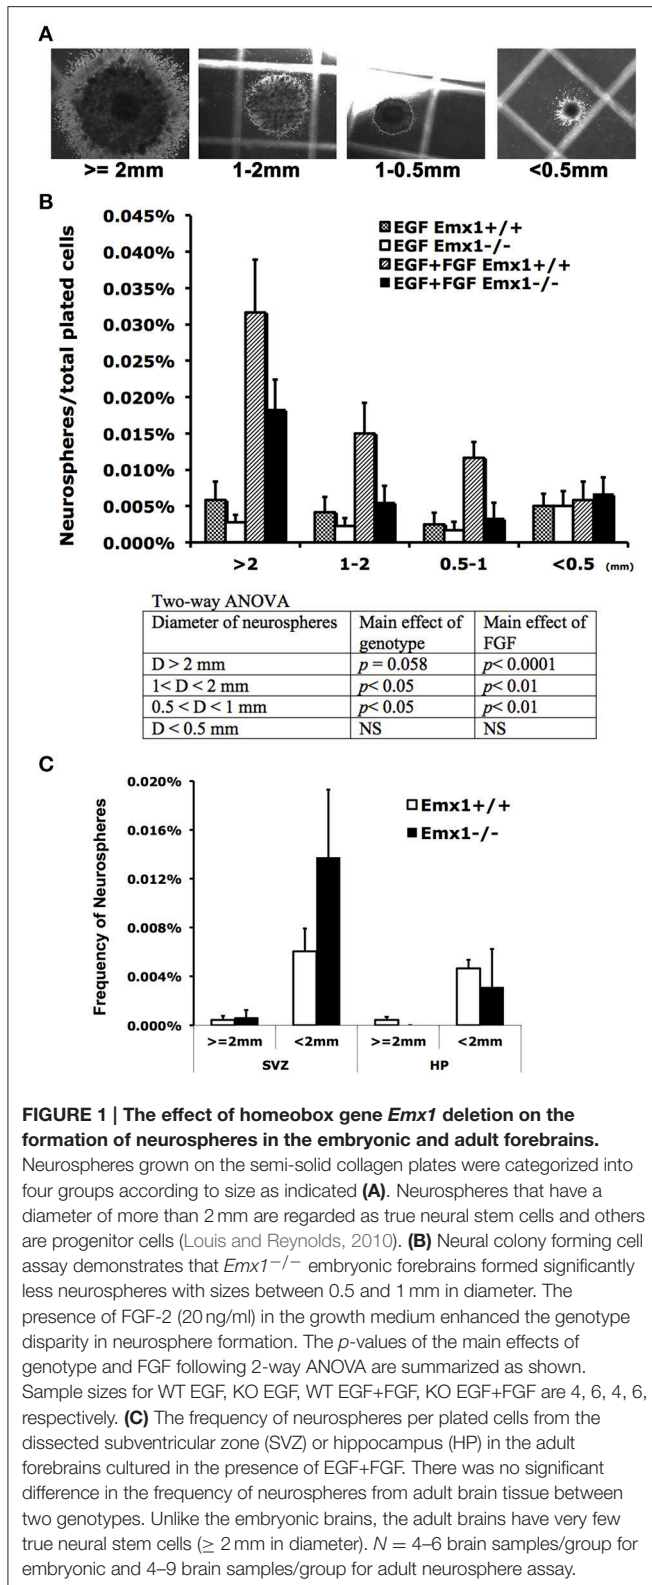 A
>= 2mm
1-2mm
1-0.5mm
<0.5mm
B
Neurospheres/total plated cells
0.045%
0.040%
0.035%
0.030%
0.025%
0.020%
0.015%
0.010%
0.005%
0.000%
EGF Emx1+/+
EGF Emx1-/-
EGF+FGF Emx1+/+
EGF+FGF Emx1-/-
>2
1-2
0.5-1
<0.5
(mm)
Two-way ANOVA
Diameter of neurospheres
Main effect of genotype
Main effect of FGF
D > 2 mm
p = 0.058
p< 0.0001
1< D < 2 mm
p< 0.05
p< 0.01
0.5 < D < 1 mm
p< 0.05
p< 0.01
D < 0.5 mm
NS
NS
C
Frequency of Neurospheres
0.020%
0.016%
0.012%
0.008%
0.004%
0.000%
Emx1+/+
Emx1-/-
>=2mm
<2mm
>=2mm
<2mm
SVZ
HP
FIGURE 1 | The effect of homeobox gene Emx1 deletion on the
formation of neurospheres in the embryonic and adult forebrains.
Neurospheres grown on the semi-solid collagen plates were categorized into
four groups according to size as indicated (A). Neurospheres that have a
diameter of more than 2 mm are regarded as true neural stem cells and others
are progenitor cells (Louis and Reynolds, 2010). (B) Neural colony forming cell
assay demonstrates that Emx1−/− embryonic forebrains formed significantly
less neurospheres with sizes between 0.5 and 1 mm in diameter. The
presence of FGF-2 (20 ng/ml) in the growth medium enhanced the genotype
disparity in neurosphere formation. The p-values of the main effects of
genotype and FGF following 2-way ANOVA are summarized as shown.
Sample sizes for WT EGF, KO EGF, WT EGF+FGF, KO EGF+FGF are 4, 6, 4, 6,
respectively. (C) The frequency of neurospheres per plated cells from the
dissected subventricular zone (SVZ) or hippocampus (HP) in the adult
forebrains cultured in the presence of EGF+FGF. There was no significant
difference in the frequency of neurospheres from adult brain tissue between
two genotypes. Unlike the embryonic brains, the adult brains have very few
true neural stem cells (≥ 2 mm in diameter). N = 4–6 brain samples/group for
embryonic and 4–9 brain samples/group for adult neurosphere assay.